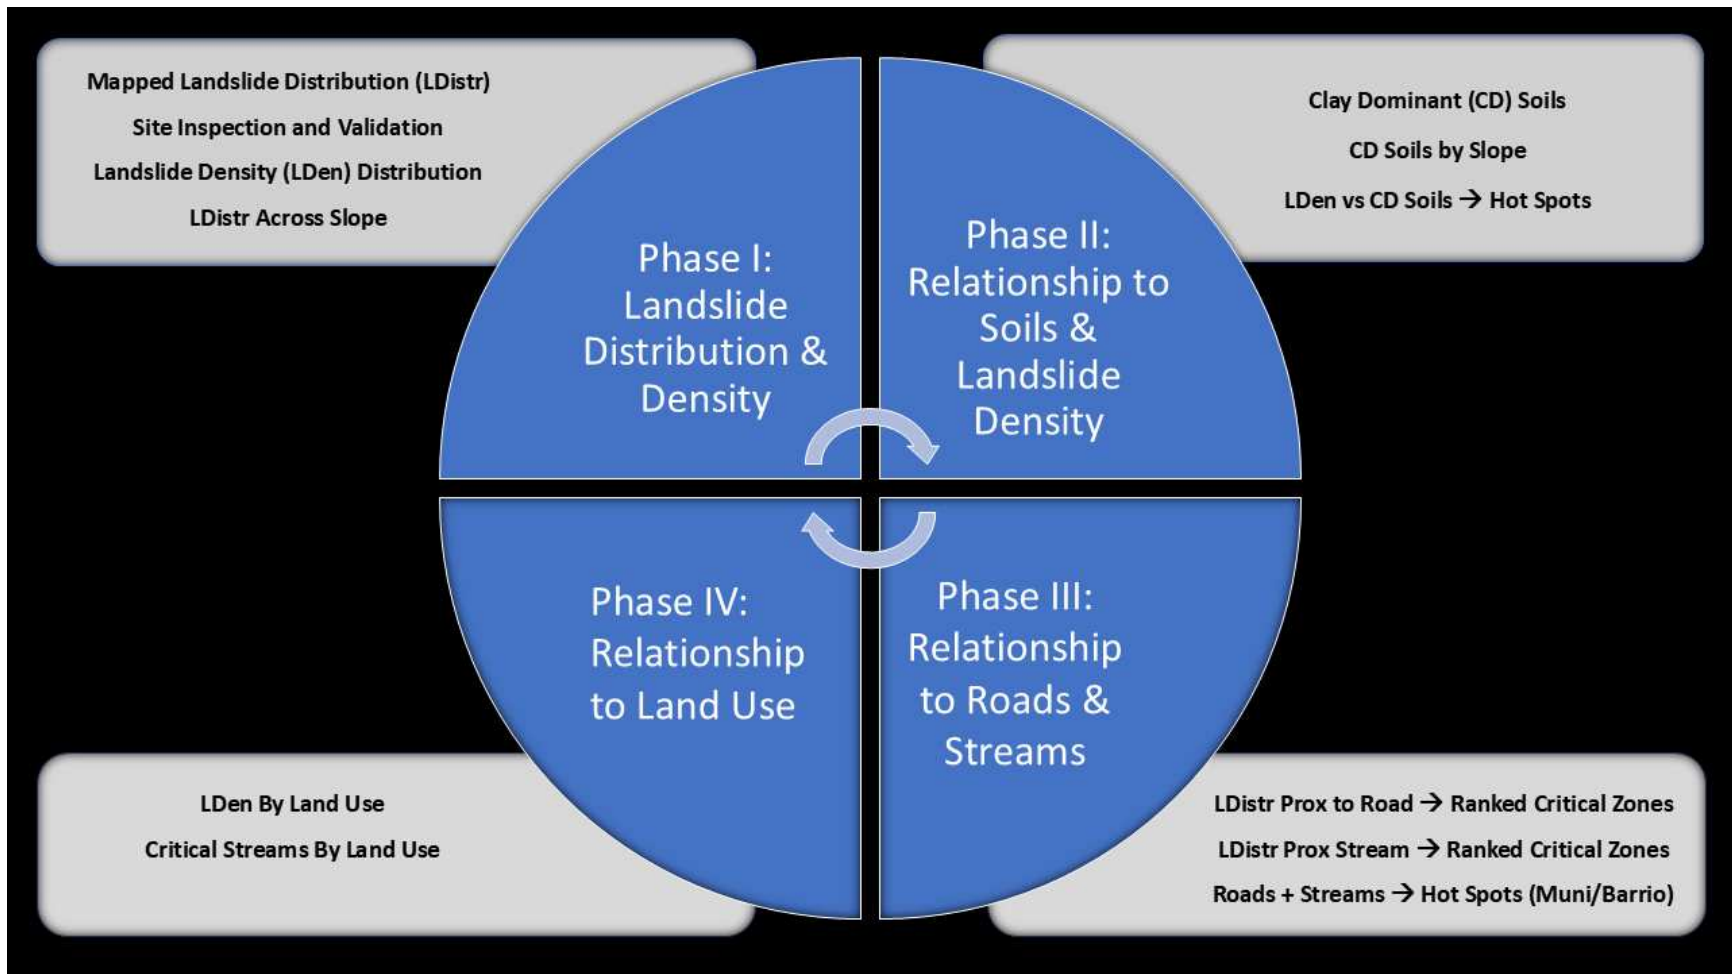 Mapped Landslide Distribution (LDistr)
Site Inspection and Validation
Landslide Density (LDen) Distribution
LDistr Across Slope
Phase I:
Landslide
Distribution &
Density
Clay Dominant (CD) Soils
CD Soils by Slope
LDen vs CD Soils → Hot Spots
Phase II:
Relationship to
Soils &
Landslide
Density
Phase III:
Relationship
to Roads &
Streams
LDistr Prox to Road → Ranked Critical Zones
LDistr Prox Stream → Ranked Critical Zones
Roads + Streams → Hot Spots (Muni/Barrio)
Phase IV:
Relationship
to Land Use
LDen By Land Use
Critical Streams By Land Use